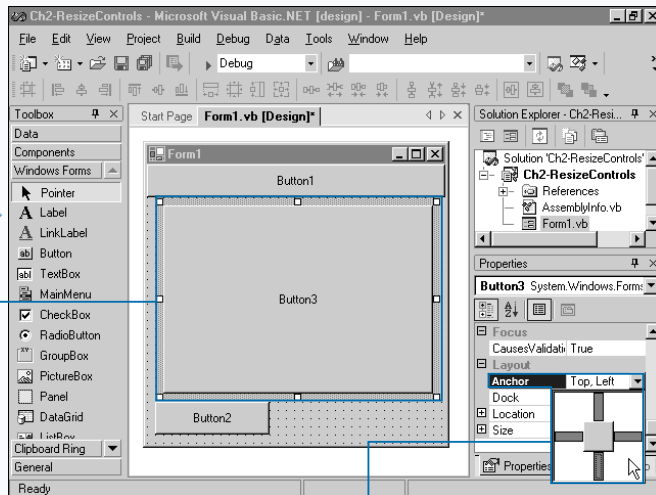 Ch2-ResizeControls - Microsoft Visual Basic.NET [design] - Form1.vb [Design]*
File Edit View Project Build Debug Data Tools Window Help
Debug
Toolbox
Data
Components
Windows Forms
Pointer
Label
LinkLabel
Button
TextBox
MainMenu
CheckBox
RadioButton
GroupBox
PictureBox
Panel
DataGrid
ListBox
Clipboard Ring
General
Start Page Form1.vb [Design]*
Form1
Button1
Button3
Button2
Solution Explorer - Ch2-Resi...
Solution 'Ch2-ResizeControls'
Ch2-ResizeControls
References
AssemblyInfo.vb
Form1.vb
Properties
Button3 System.Windows.Forms
Focus
CausesValidati True
Layout
Anchor Top, Left
Dock
Location
Size
Properties
Ready